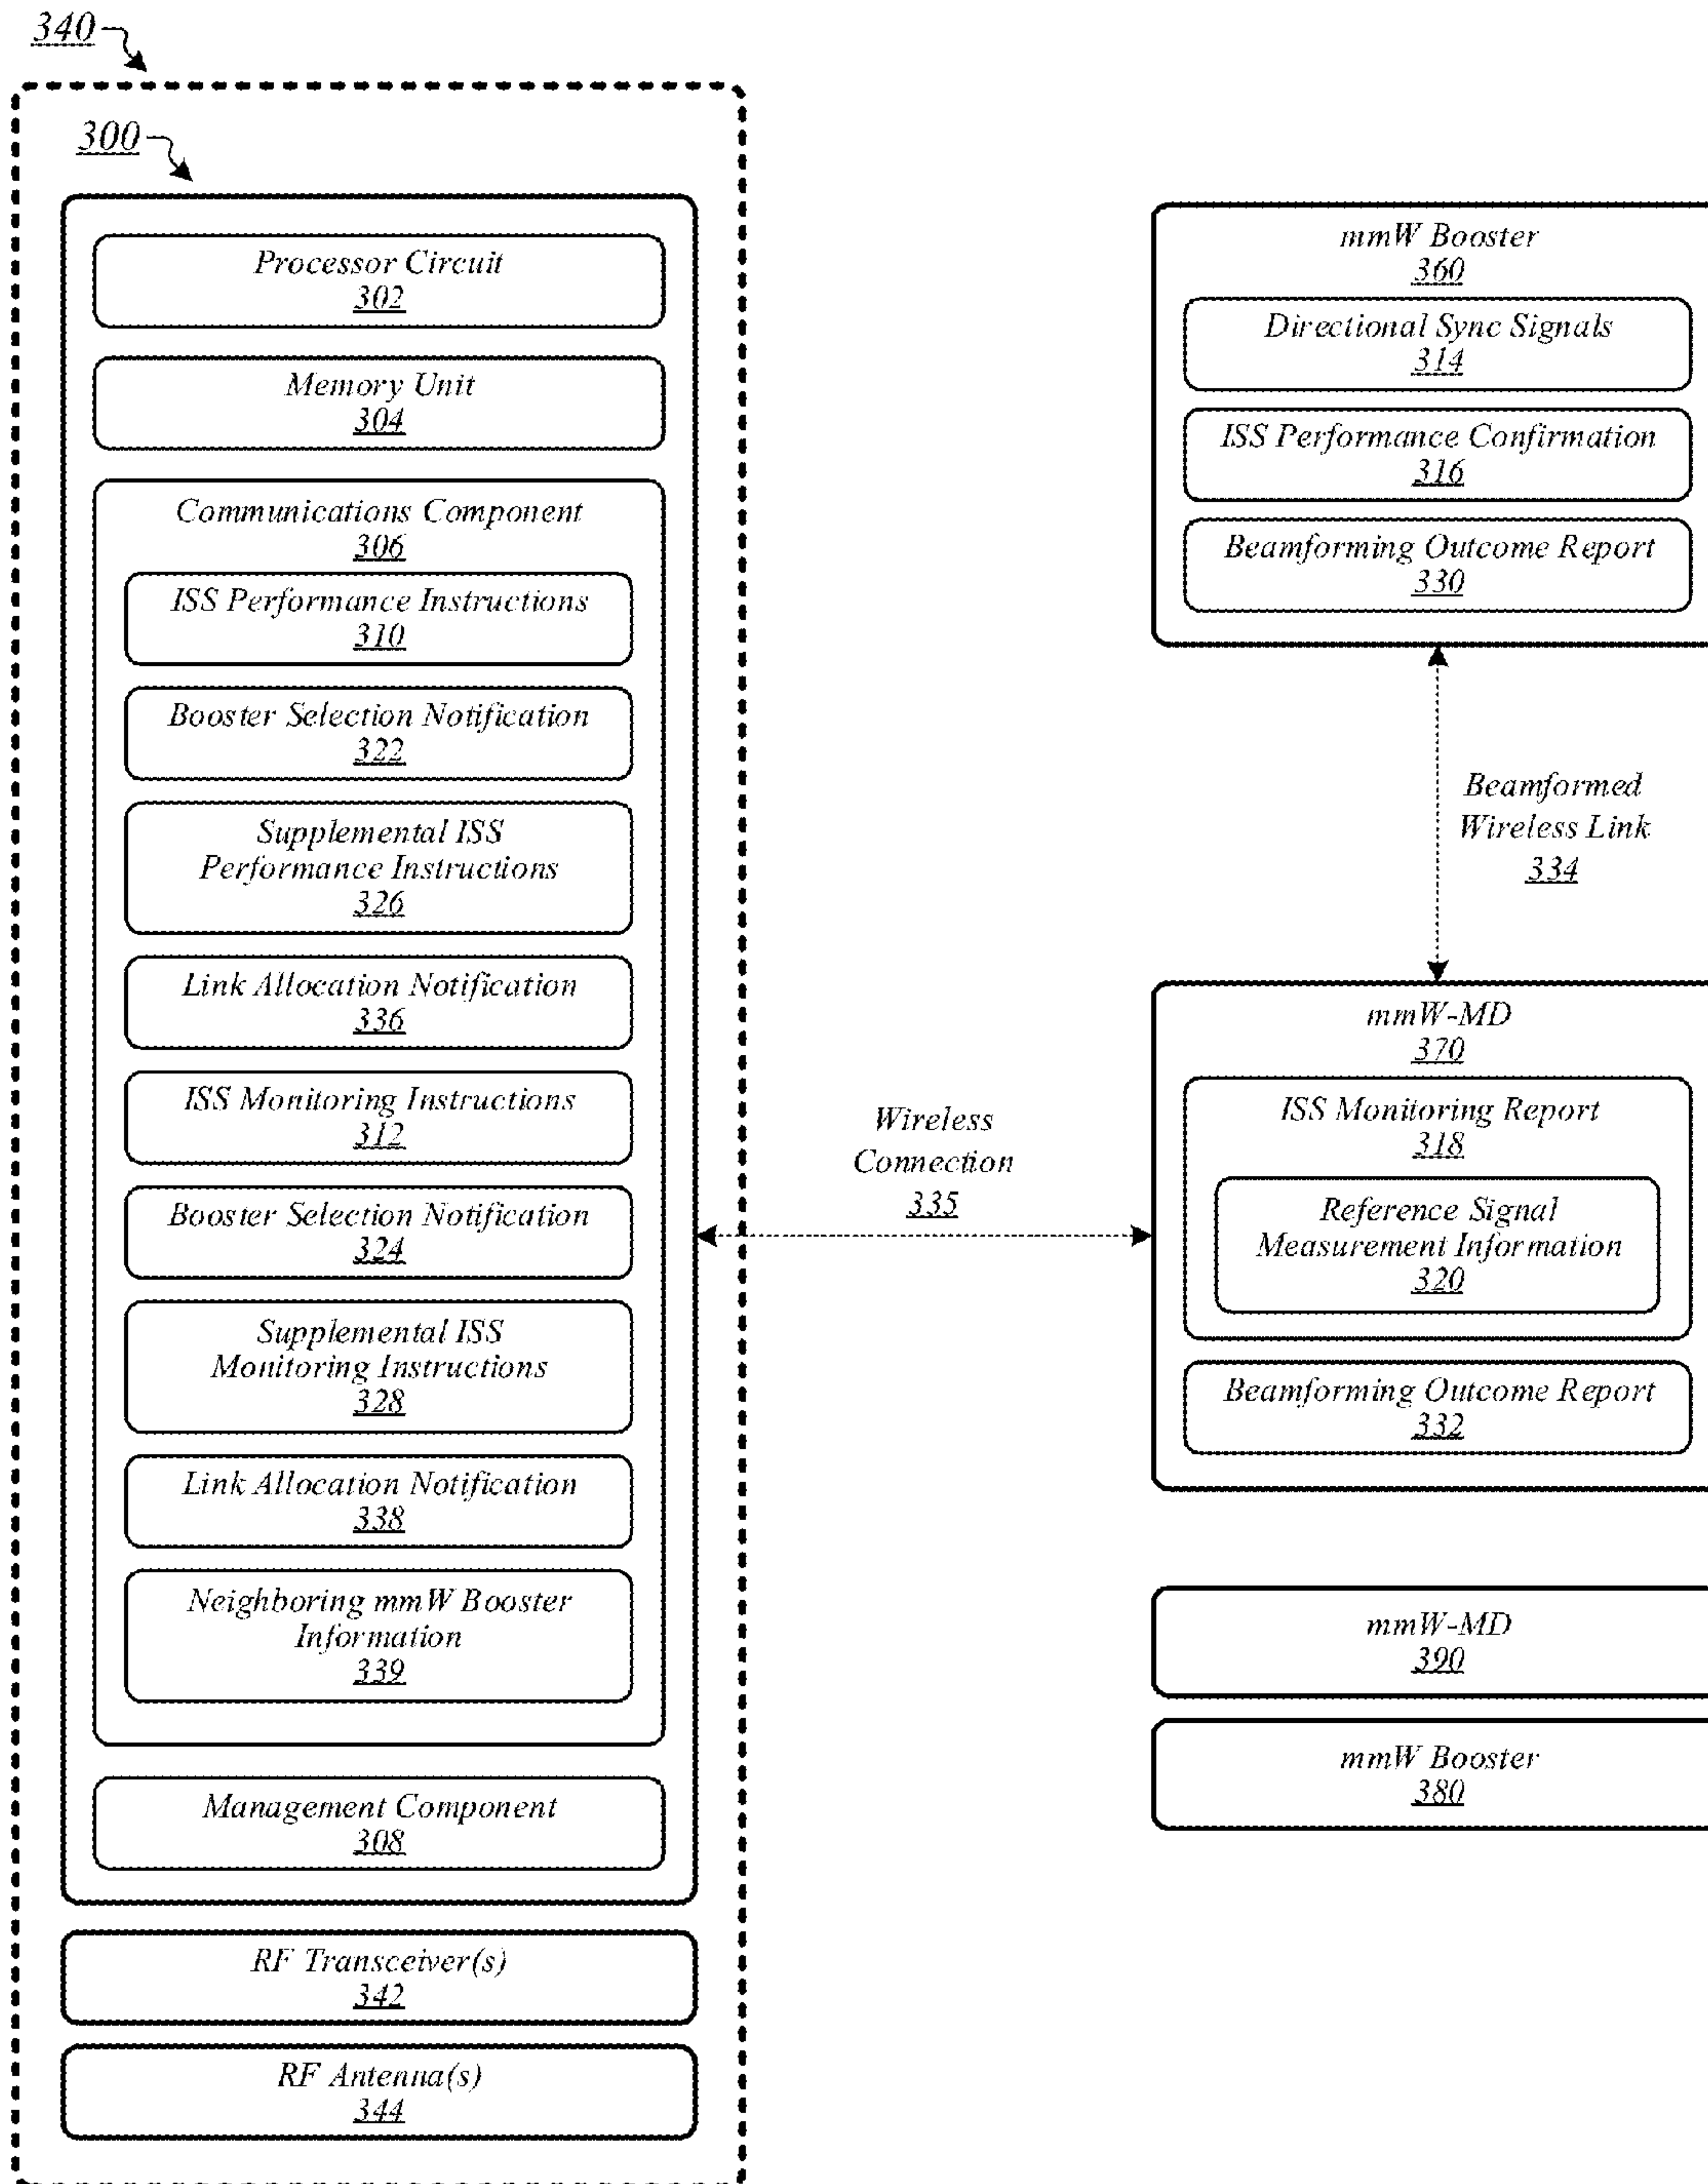 340
300
Processor Circuit
302
Memory Unit
304
Communications Component
306
ISS Performance Instructions
310
Booster Selection Notification
322
Supplemental ISS
Performance Instructions
326
Link Allocation Notification
336
ISS Monitoring Instructions
312
Booster Selection Notification
324
Supplemental ISS
Monitoring Instructions
328
Link Allocation Notification
338
Neighboring mmW Booster
Information
339
Management Component
308
RF Transceiver(s)
342
RF Antenna(s)
344
Wireless
Connection
335
mmW Booster
360
Directional Sync Signals
314
ISS Performance Confirmation
316
Beamforming Outcome Report
330
Beamformed
Wireless Link
334
mmW-MD
370
ISS Monitoring Report
318
Reference Signal
Measurement Information
320
Beamforming Outcome Report
332
mmW-MD
390
mmW Booster
380